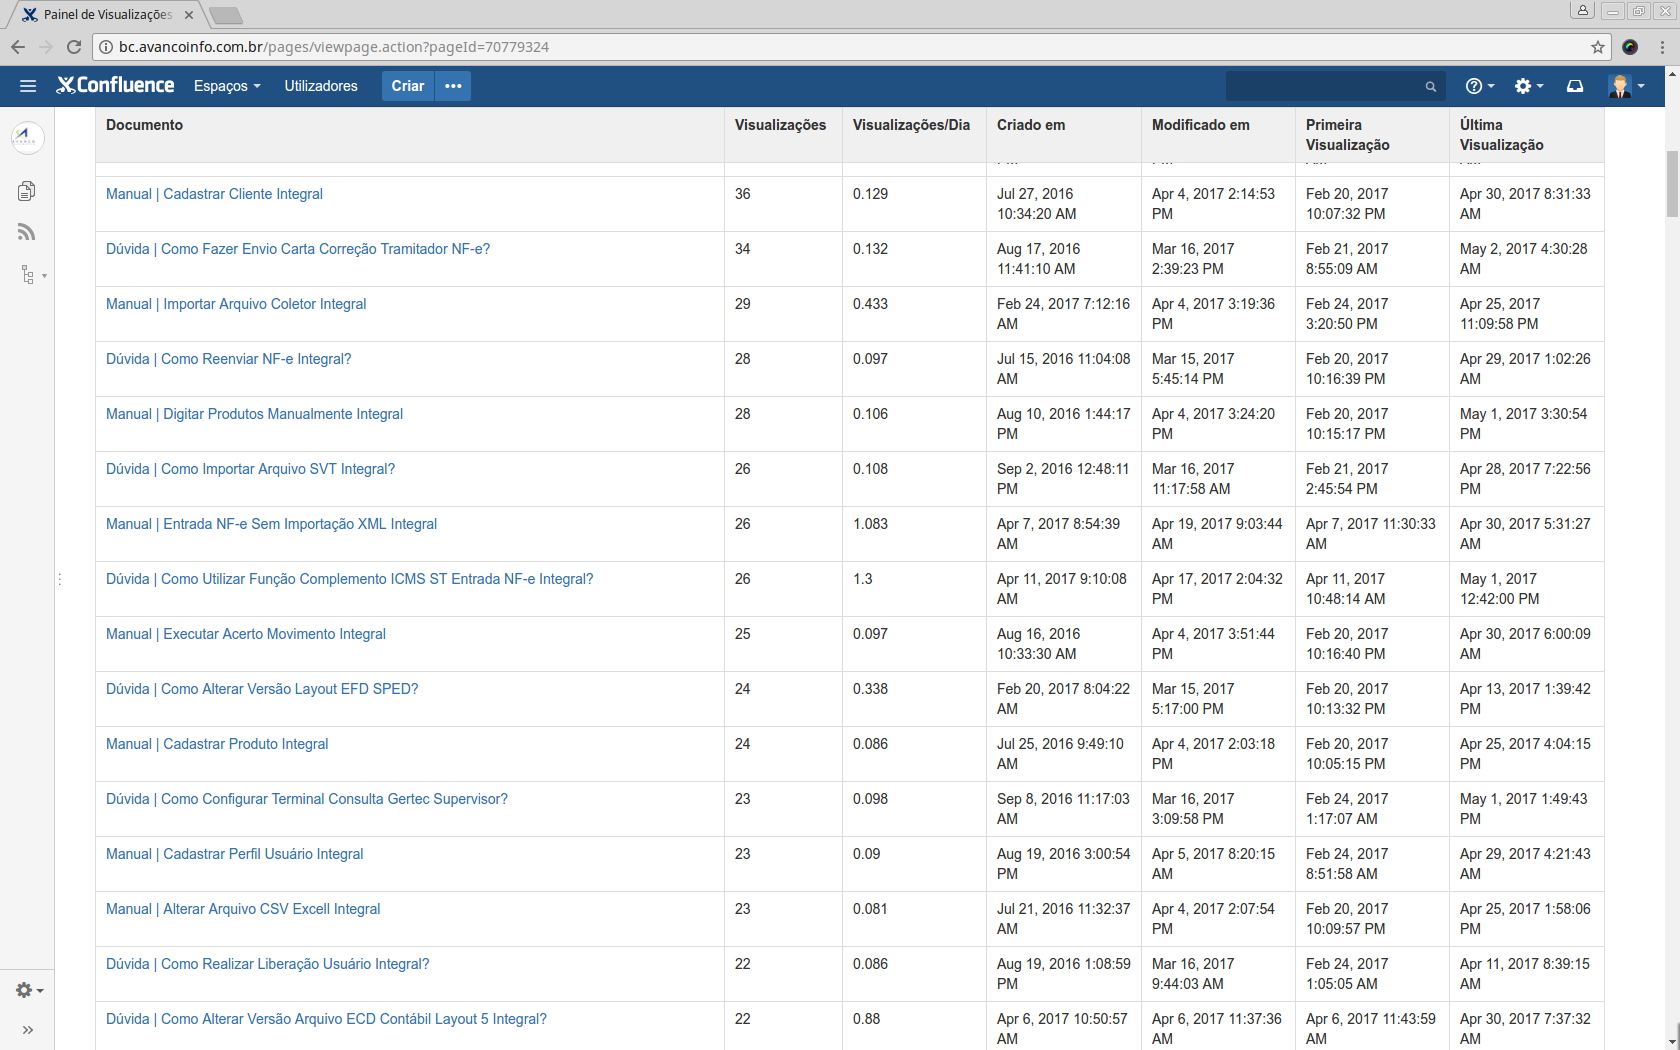 Painel de Visualizações
bc.avancoinfo.com.br/pages/viewpage.action?pageId=70779324
Confluence Espaços Utilizadores Criar •••
Documento Visualizações Visualizações/Dia Criado em Modificado em Primeira Visualização Última Visualização
Manual | Cadastrar Cliente Integral 36 0.129 Jul 27, 2016 10:34:20 AM Apr 4, 2017 2:14:53 PM Feb 20, 2017 10:07:32 PM Apr 30, 2017 8:31:33 AM
Dúvida | Como Fazer Envio Carta Correção Tramitador NF-e? 34 0.132 Aug 17, 2016 11:41:10 AM Mar 16, 2017 2:39:23 PM Feb 21, 2017 8:55:09 AM May 2, 2017 4:30:28 AM
Manual | Importar Arquivo Coletor Integral 29 0.433 Feb 24, 2017 7:12:16 AM Apr 4, 2017 3:19:36 PM Feb 24, 2017 3:20:50 PM Apr 25, 2017 11:09:58 PM
Dúvida | Como Reenviar NF-e Integral? 28 0.097 Jul 15, 2016 11:04:08 AM Mar 15, 2017 5:45:14 PM Feb 20, 2017 10:16:39 PM Apr 29, 2017 1:02:26 AM
Manual | Digitar Produtos Manualmente Integral 28 0.106 Aug 10, 2016 1:44:17 PM Apr 4, 2017 3:24:20 PM Feb 20, 2017 10:15:17 PM May 1, 2017 3:30:54 PM
Dúvida | Como Importar Arquivo SVT Integral? 26 0.108 Sep 2, 2016 12:48:11 PM Mar 16, 2017 11:17:58 AM Feb 21, 2017 2:45:54 PM Apr 28, 2017 7:22:56 PM
Manual | Entrada NF-e Sem Importação XML Integral 26 1.083 Apr 7, 2017 8:54:39 AM Apr 19, 2017 9:03:44 AM Apr 7, 2017 11:30:33 AM Apr 30, 2017 5:31:27 AM
Dúvida | Como Utilizar Função Complemento ICMS ST Entrada NF-e Integral? 26 1.3 Apr 11, 2017 9:10:08 AM Apr 17, 2017 2:04:32 PM Apr 11, 2017 10:48:14 AM May 1, 2017 12:42:00 PM
Manual | Executar Acerto Movimento Integral 25 0.097 Aug 16, 2016 10:33:30 AM Apr 4, 2017 3:51:44 PM Feb 20, 2017 10:16:40 PM Apr 30, 2017 6:00:09 AM
Dúvida | Como Alterar Versão Layout EFD SPED? 24 0.338 Feb 20, 2017 8:04:22 AM Mar 15, 2017 5:17:00 PM Feb 20, 2017 10:13:32 PM Apr 13, 2017 1:39:42 PM
Manual | Cadastrar Produto Integral 24 0.086 Jul 25, 2016 9:49:10 AM Apr 4, 2017 2:03:18 PM Feb 20, 2017 10:05:15 PM Apr 25, 2017 4:04:15 PM
Dúvida | Como Configurar Terminal Consulta Gertec Supervisor? 23 0.098 Sep 8, 2016 11:17:03 AM Mar 16, 2017 3:09:58 PM Feb 24, 2017 1:17:07 AM May 1, 2017 1:49:43 PM
Manual | Cadastrar Perfil Usuário Integral 23 0.09 Aug 19, 2016 3:00:54 PM Apr 5, 2017 8:20:15 AM Feb 24, 2017 8:51:58 AM Apr 29, 2017 4:21:43 AM
Manual | Alterar Arquivo CSV Excell Integral 23 0.081 Jul 21, 2016 11:32:37 AM Apr 4, 2017 2:07:54 PM Feb 20, 2017 10:09:57 PM Apr 25, 2017 1:58:06 PM
Dúvida | Como Realizar Liberação Usuário Integral? 22 0.086 Aug 19, 2016 1:08:59 PM Mar 16, 2017 9:44:03 AM Feb 24, 2017 1:05:05 AM Apr 11, 2017 8:39:15 AM
Dúvida | Como Alterar Versão Arquivo ECD Contábil Layout 5 Integral? 22 0.88 Apr 6, 2017 10:50:57 AM Apr 6, 2017 11:37:36 AM Apr 6, 2017 11:43:59 AM Apr 30, 2017 7:37:32 AM